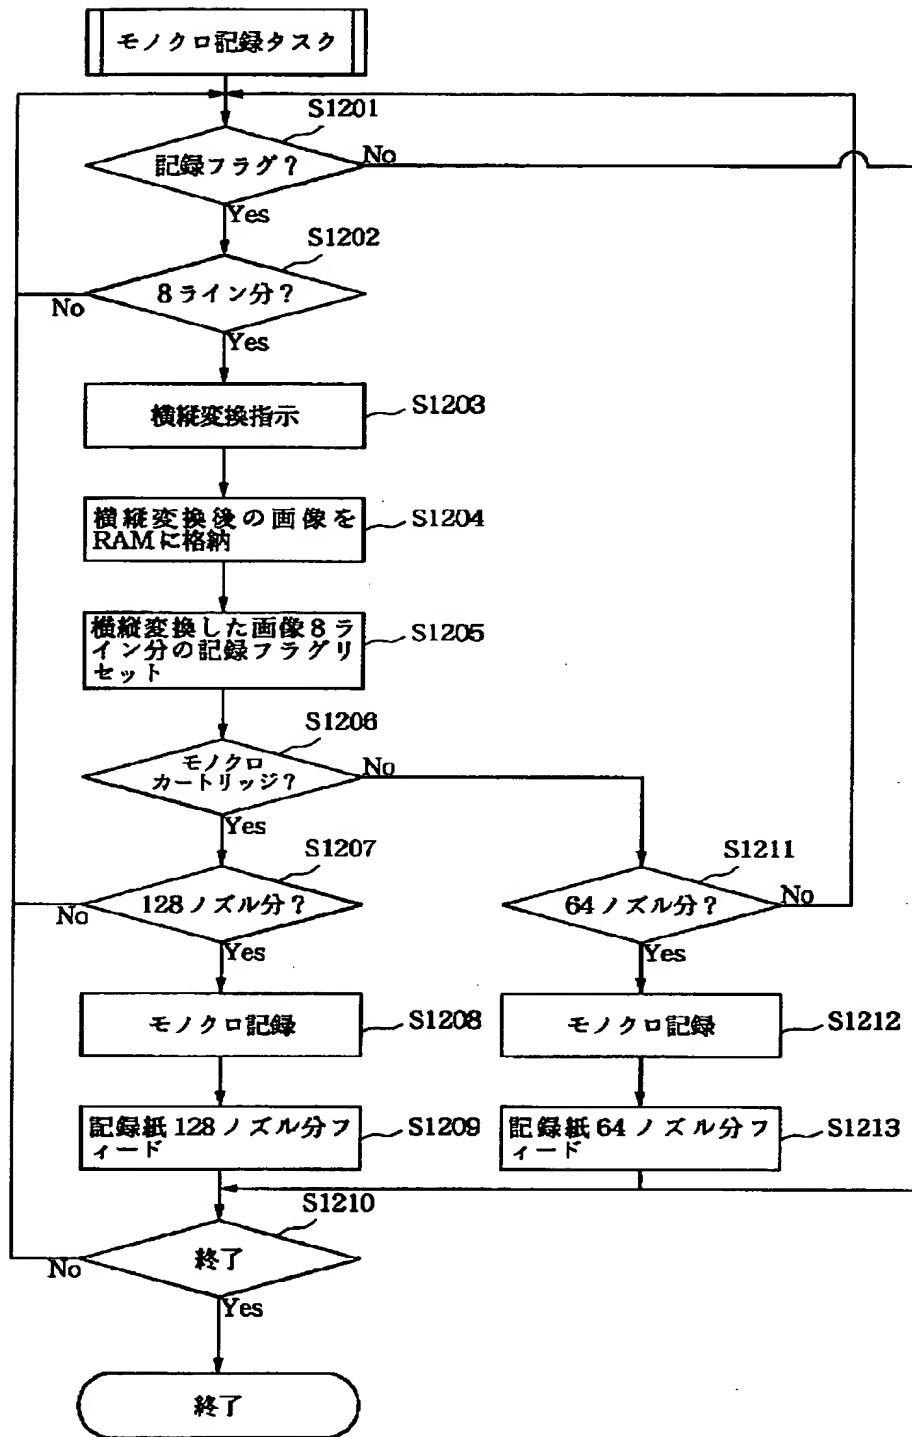 モノクロ記録タスク
S1201
記録フラグ？
No
Yes
S1202
8ライン分？
No
Yes
横縦変換指示
S1203
横縦変換後の画像を
RAMに格納
S1204
横縦変換した画像8ラ
イン分の記録フラグリ
セット
S1205
S1206
モノクロ
カートリッジ？
No
Yes
S1207
128ノズル分？
No
Yes
S1211
64ノズル分？
No
Yes
モノクロ記録
S1208
モノクロ記録
S1212
記録紙128ノズル分フ
ィード
S1209
記録紙64ノズル分フ
ィード
S1213
S1210
終了
No
Yes
終了